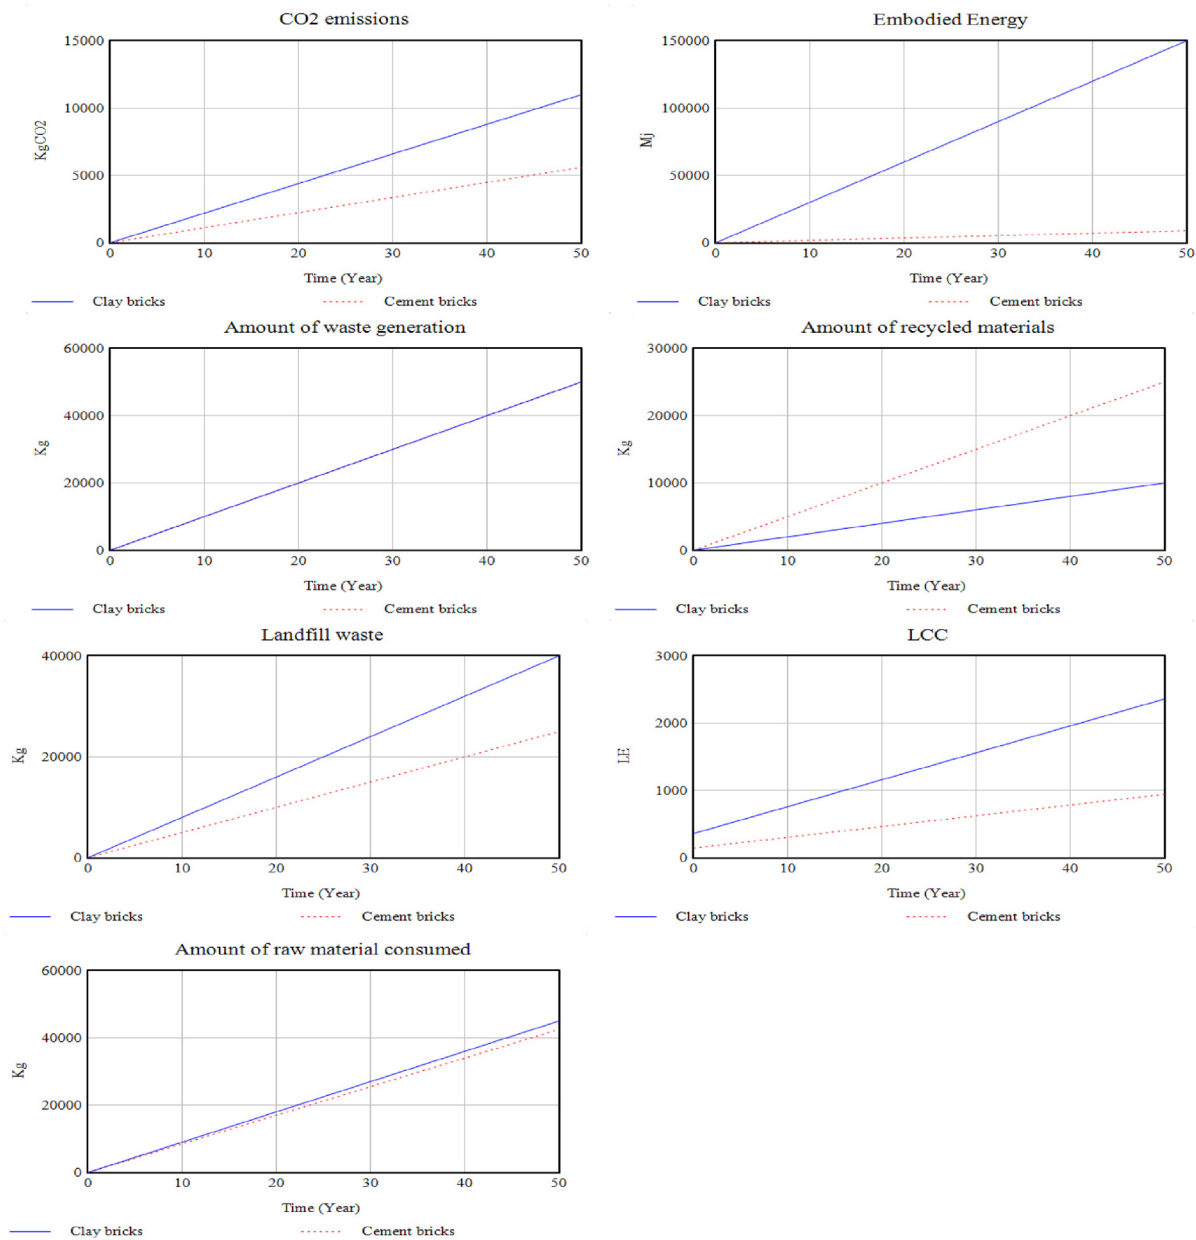 CO2 emissions
15000
10000
5000
0
KgCO2
0 10 20 30 40 50
Time (Year)
Clay bricks Cement bricks
Embodied Energy
150000
100000
50000
0
Mj
0 10 20 30 40 50
Time (Year)
Clay bricks Cement bricks
Amount of waste generation
60000
40000
20000
0
Kg
0 10 20 30 40 50
Time (Year)
Clay bricks Cement bricks
Amount of recycled materials
30000
20000
10000
0
Kg
0 10 20 30 40 50
Time (Year)
Clay bricks Cement bricks
Landfill waste
40000
20000
0
Kg
0 10 20 30 40 50
Time (Year)
Clay bricks Cement bricks
LCC
3000
2000
1000
0
LE
0 10 20 30 40 50
Time (Year)
Clay bricks Cement bricks
Amount of raw material consumed
60000
40000
20000
0
Kg
0 10 20 30 40 50
Time (Year)
Clay bricks Cement bricks